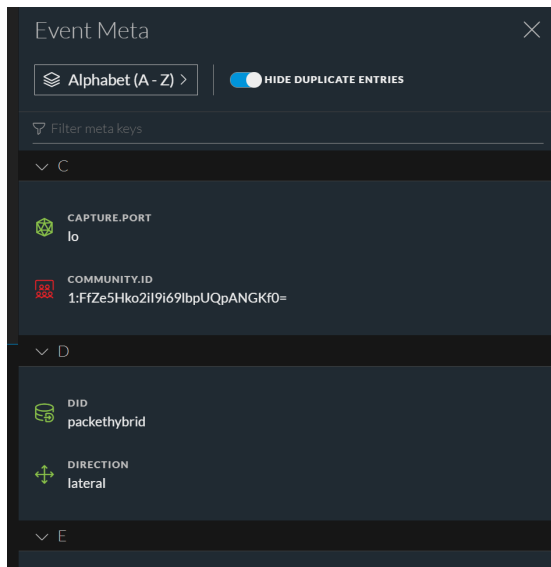 Event Meta
Alphabet (A - Z)
HIDE DUPLICATE ENTRIES
Filter meta keys
C
CAPTURE.PORT
lo
COMMUNITY.ID
1:FfZe5Hko2iI9i69IbpUQpANGKf0=
D
DID
packethybrid
DIRECTION
lateral
E